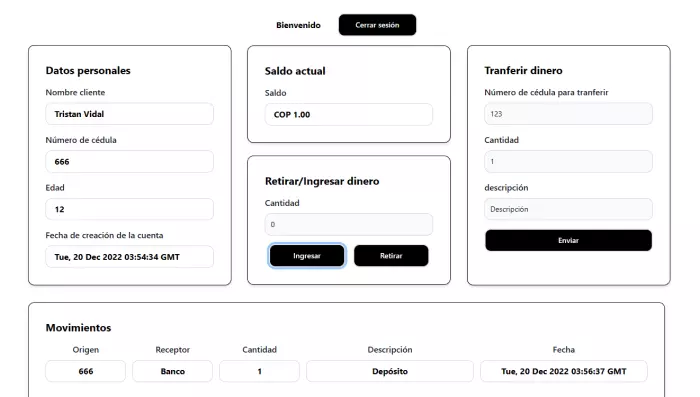 Bienvenido
Cerrar sesión
Datos personales
Nombre cliente
Tristan Vidal
Número de cédula
666
Edad
12
Fecha de creación de la cuenta
Tue, 20 Dec 2022 03:54:34 GMT
Saldo actual
Saldo
COP 1.00
Retirar/Ingresar dinero
Cantidad
0
Ingresar
Retirar
Tranferir dinero
Número de cédula para tranferir
123
Cantidad
1
descripción
Descripción
Enviar
Movimientos
Origen Receptor Cantidad Descripción Fecha
666 Banco 1 Depósito Tue, 20 Dec 2022 03:56:37 GMT